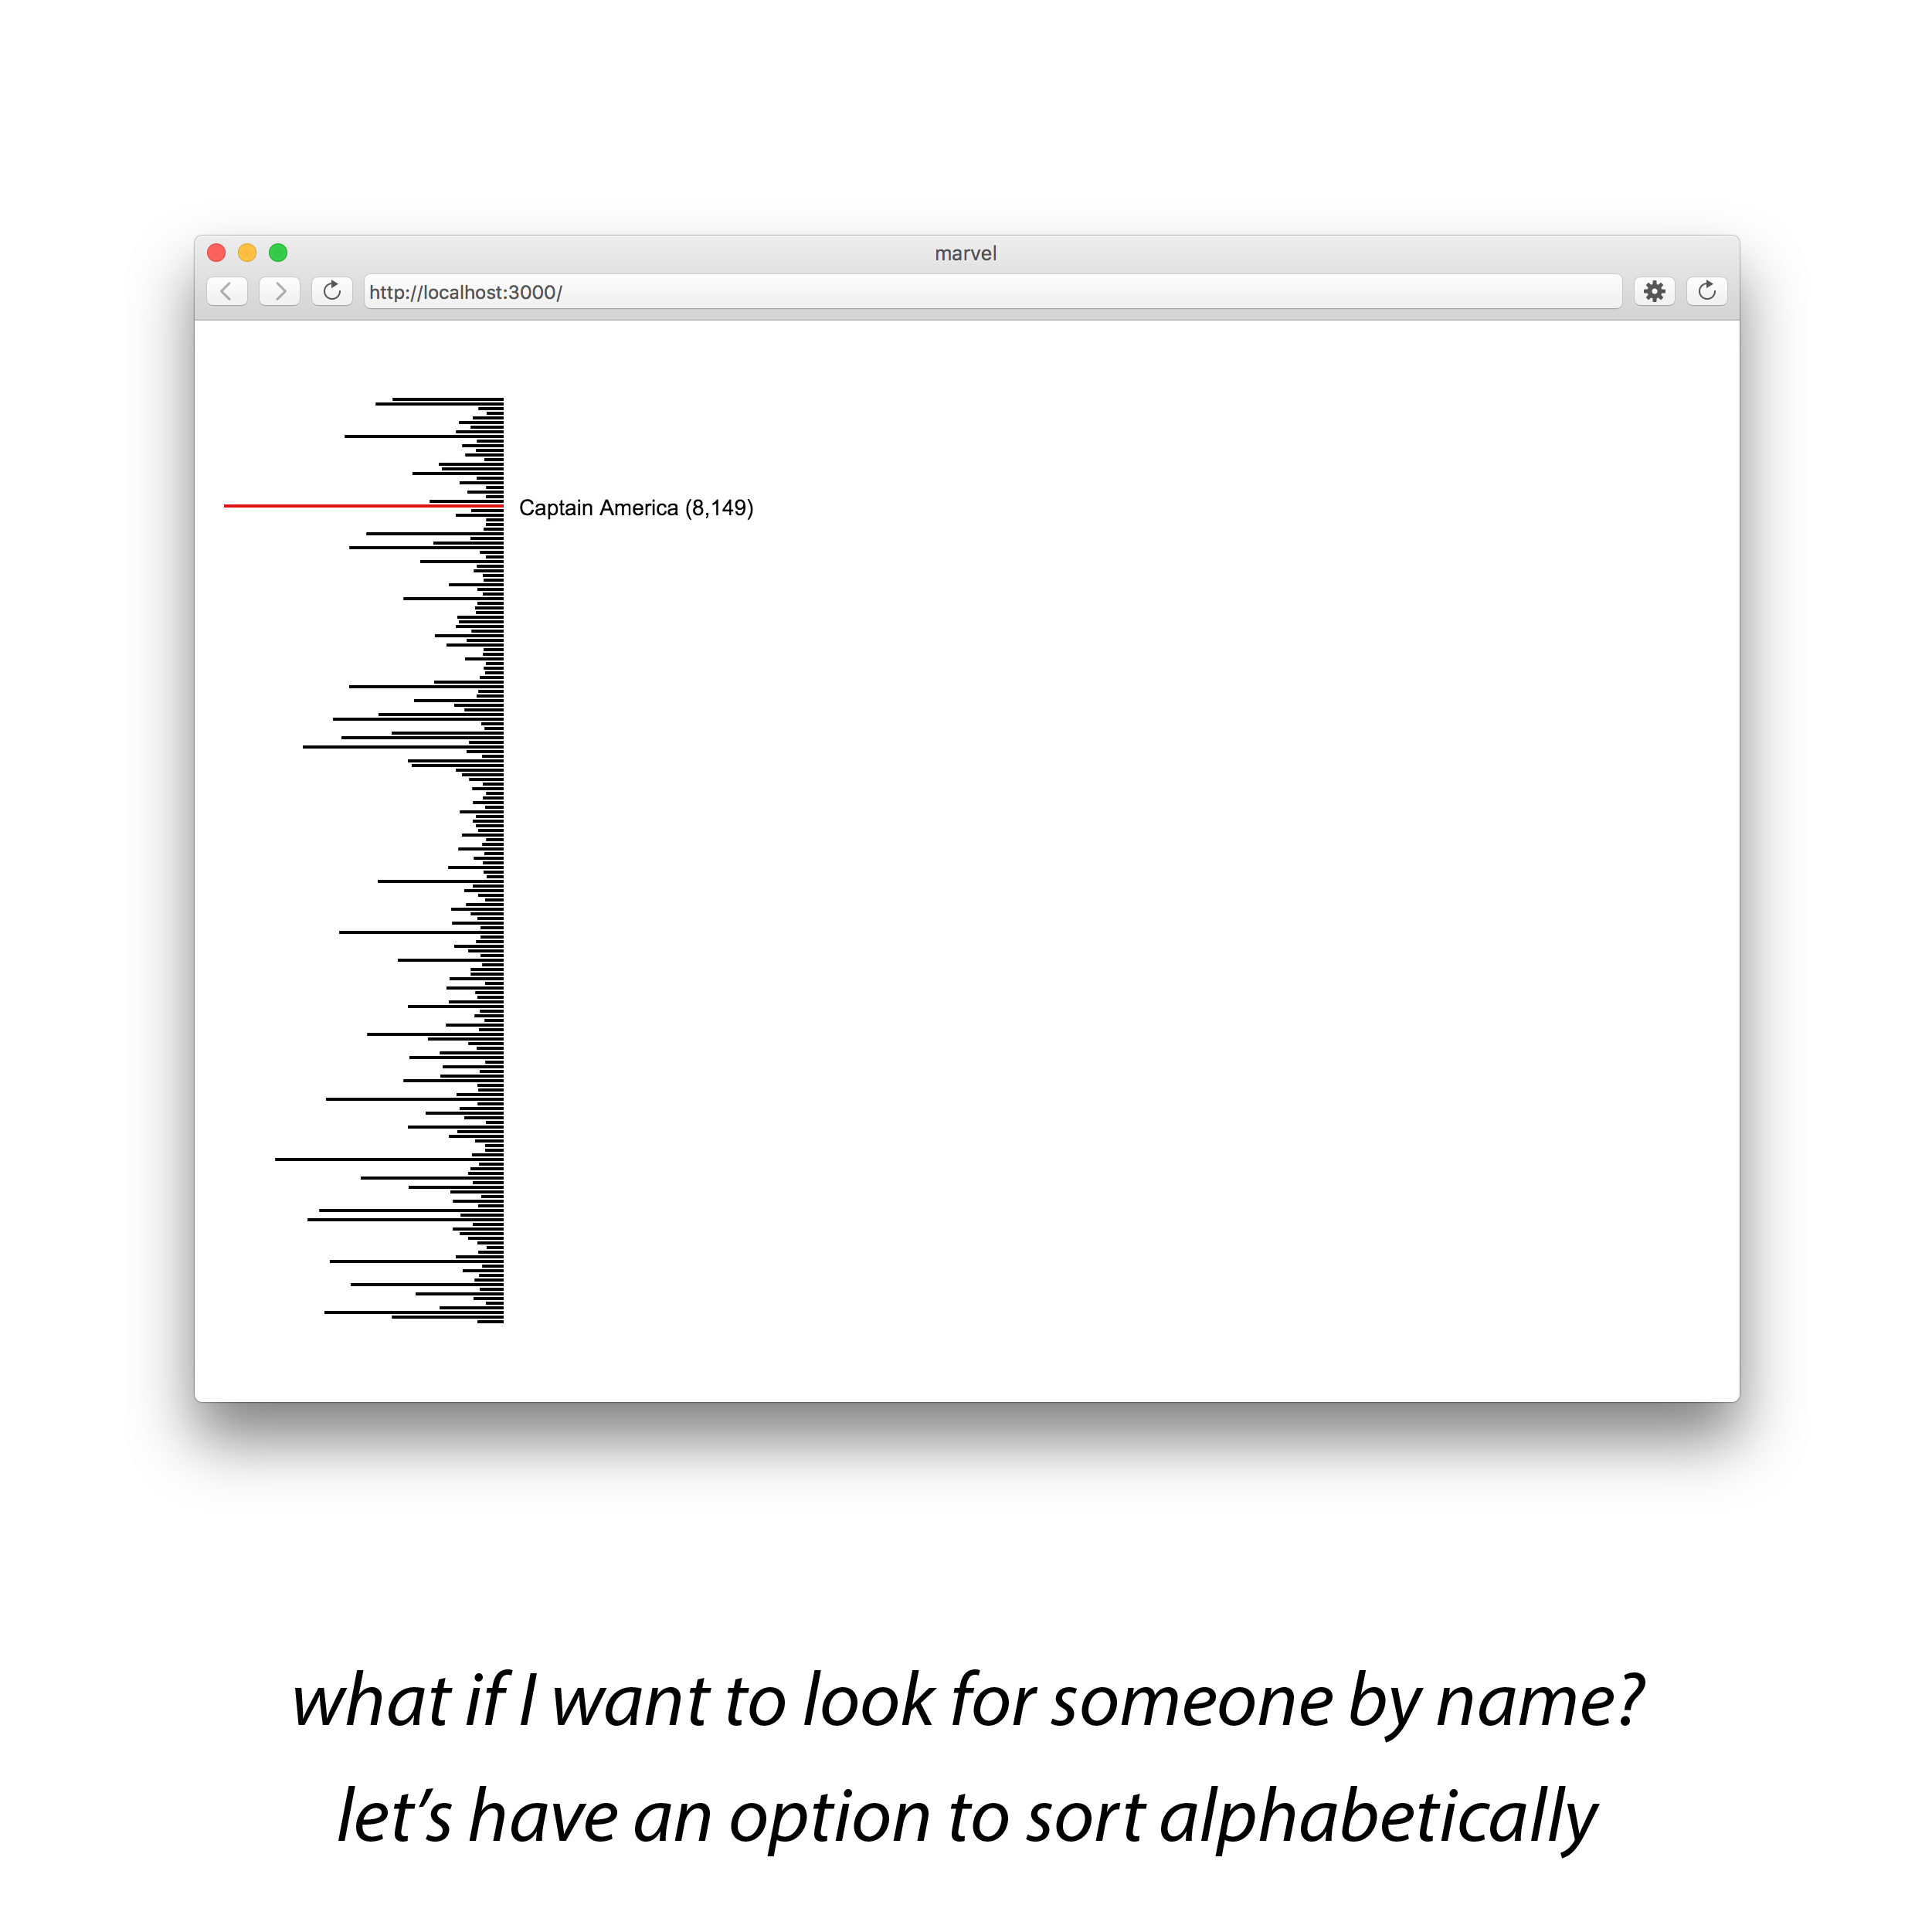 marvel
http://localhost:3000/
Captain America (8,149)
what if I want to look for someone by name?
let’s have an option to sort alphabetically